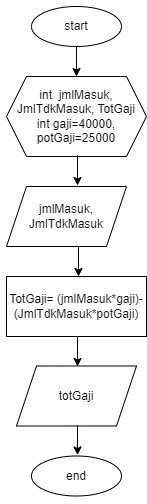 start
int jmlMasuk,
JmlTdkMasuk, TotGaji
int gaji=40000,
potGaji=25000
jmlMasuk,
JmlTdkMasuk
TotGaji= (jmlMasuk*gaji)-
(JmlTdkMasuk*potGaji)
totGaji
end